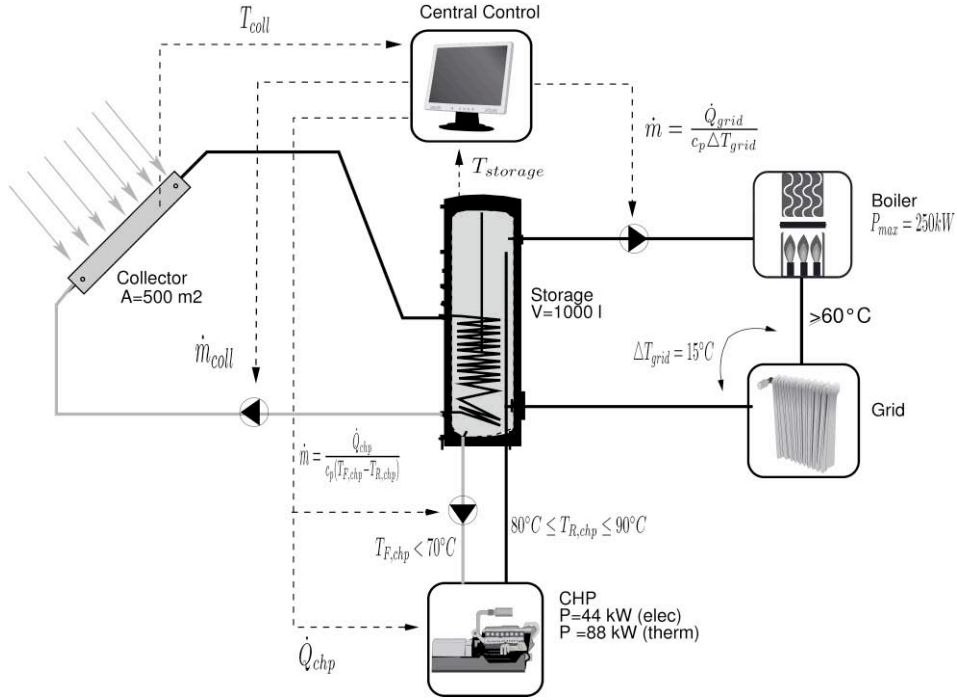 Central Control
T_coll
ṁ = Q̇_grid / (c_p ΔT_grid)
T_storage
Boiler
P_max = 250kW
Collector
A=500 m2
Storage
V=1000 l
≥60°C
ΔT_grid = 15°C
ṁ_coll
Grid
ṁ = Q̇_chp / (c_p(T_F,chp − T_R,chp))
80°C ≤ T_R,chp ≤ 90°C
T_F,chp < 70°C
CHP
P=44 kW (elec)
P =88 kW (therm)
Q̇_chp